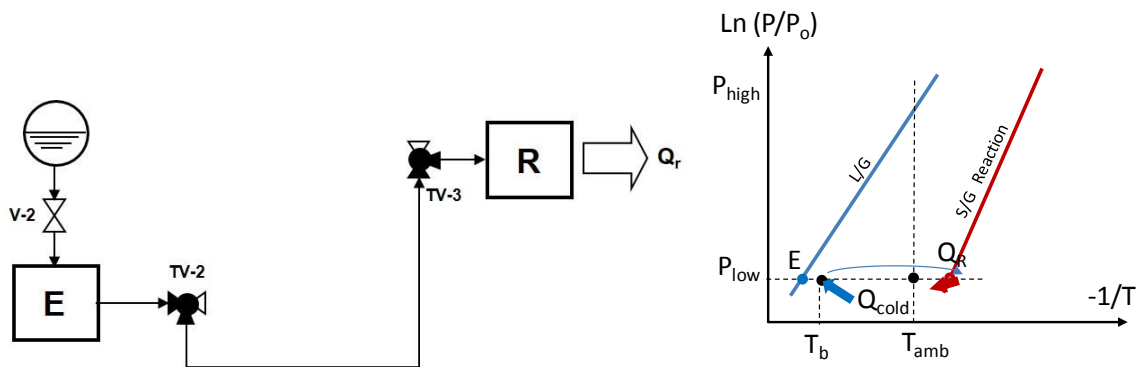 V-2
E
TV-2
TV-3
R
Qr
Ln (P/Po)
Phigh
L/G
S/G Reaction
Plow
E
QR
Qcold
-1/T
Tb
Tamb